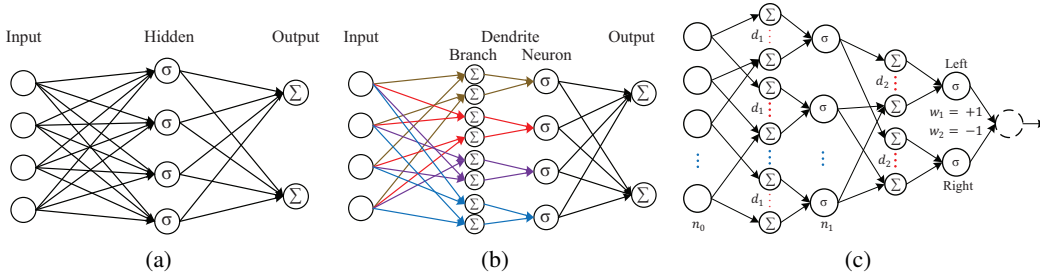 Input
Hidden
Output
σ
σ
σ
σ
Σ
Σ
(a)
Input
Dendrite
Branch
Neuron
Output
Σ
Σ
Σ
Σ
Σ
Σ
Σ
Σ
σ
σ
σ
σ
Σ
Σ
(b)
Σ
d₁
Σ
d₁
Σ
Σ
d₁
Σ
σ
σ
σ
Σ
d₂
Σ
Σ
d₂
Σ
Left
σ
w₁ = +1
w₂ = −1
σ
Right
n₀
n₁
(c)